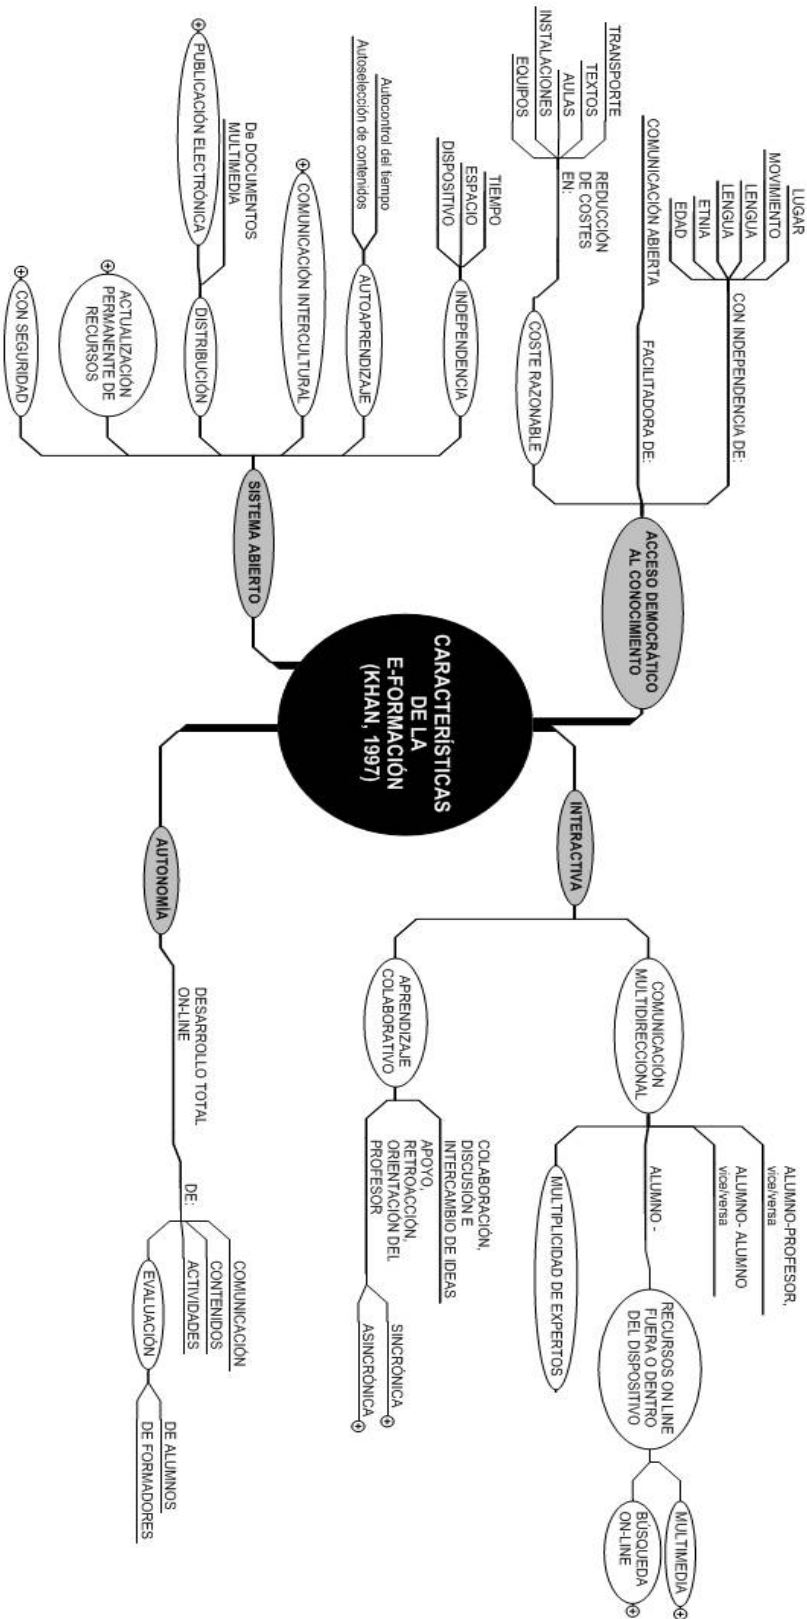 CARACTERÍSTICAS
DE LA
E-FORMACIÓN
(KHAN, 1997)
ACCESO DEMOCRÁTICO
AL CONOCIMIENTO
CON INDEPENDENCIA DE:
LUGAR
MOVIMIENTO
LENGUA
LENGUA
ETNIA
EDAD
FACILITADORA DE:
COMUNICACIÓN ABIERTA
COSTE RAZONABLE
REDUCCIÓN
DE COSTES
EN:
TRANSPORTE
TEXTOS
AULAS
INSTALACIONES
EQUIPOS
SISTEMA ABIERTO
INDEPENDENCIA
TIEMPO
ESPACIO
DISPOSITIVO
AUTOAPRENDIZAJE
Autocontrol del tiempo
Autoselección de contenidos
COMUNICACIÓN INTERCULTURAL
DISTRIBUCIÓN
De DOCUMENTOS
MULTIMEDIA
PUBLICACIÓN ELECTRÓNICA
ACTUALIZACIÓN
PERMANENTE DE
RECURSOS
CON SEGURIDAD
INTERACTIVA
COMUNICACIÓN
MULTIDIRECCIONAL
ALUMNO-PROFESOR,
vice/versa
ALUMNO- ALUMNO
vice/versa
ALUMNO -
RECURSOS ON LINE
FUERA O DENTRO
DEL DISPOSITIVO
MULTIMEDIA
BÚSQUEDA
ON-LINE
MULTIPLICIDAD DE EXPERTOS
APRENDIZAJE
COLABORATIVO
COLABORACIÓN,
DISCUSIÓN E
INTERCAMBIO DE IDEAS
APOYO,
RETROACCIÓN,
ORIENTACIÓN DEL
PROFESOR
SINCRÓNICA
ASINCRÓNICA
AUTONOMÍA
DESARROLLO TOTAL
ON-LINE
DE:
COMUNICACIÓN
CONTENIDOS
ACTIVIDADES
EVALUACIÓN
DE ALUMNOS
DE FORMADORES